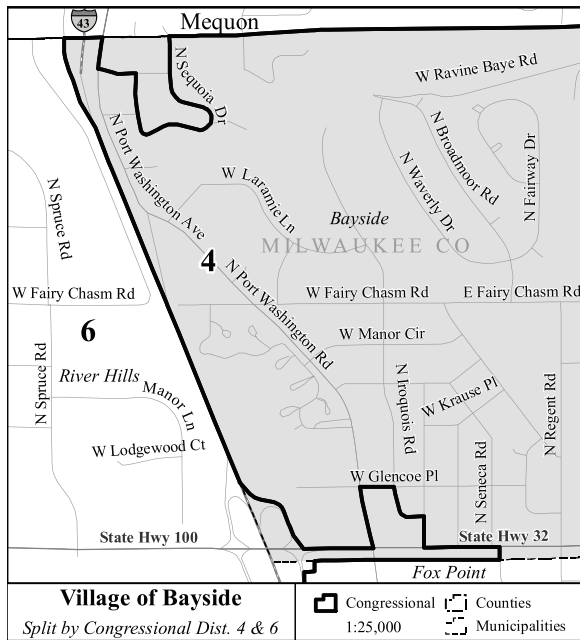 Mequon
43
N Sequoia Dr
W Ravine Baye Rd
N Port Washington Ave
N Broadmoor Rd
N Fairway Dr
N Waverly Dr
W Laramie Ln
N Spruce Rd
Bayside
MILWAUKEE CO
4
N Port Washington Rd
W Fairy Chasm Rd
W Fairy Chasm Rd
E Fairy Chasm Rd
6
W Manor Cir
N Spruce Rd
River Hills
Manor Ln
N Iroquois Rd
W Krause Pl
N Regent Rd
W Lodgewood Ct
N Seneca Rd
W Glencoe Pl
State Hwy 100
State Hwy 32
Fox Point
Village of Bayside
Split by Congressional Dist. 4 & 6
Congressional
Counties
1:25,000
Municipalities